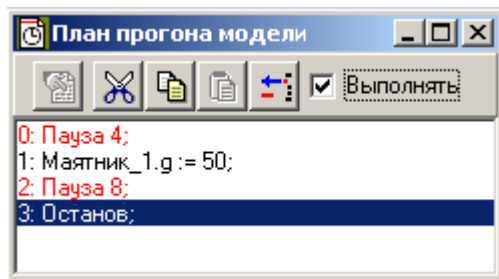 План прогона модели
Выполнять
0: Пауза 4;
1: Маятник_1.g := 50;
2: Пауза 8;
3: Останов;